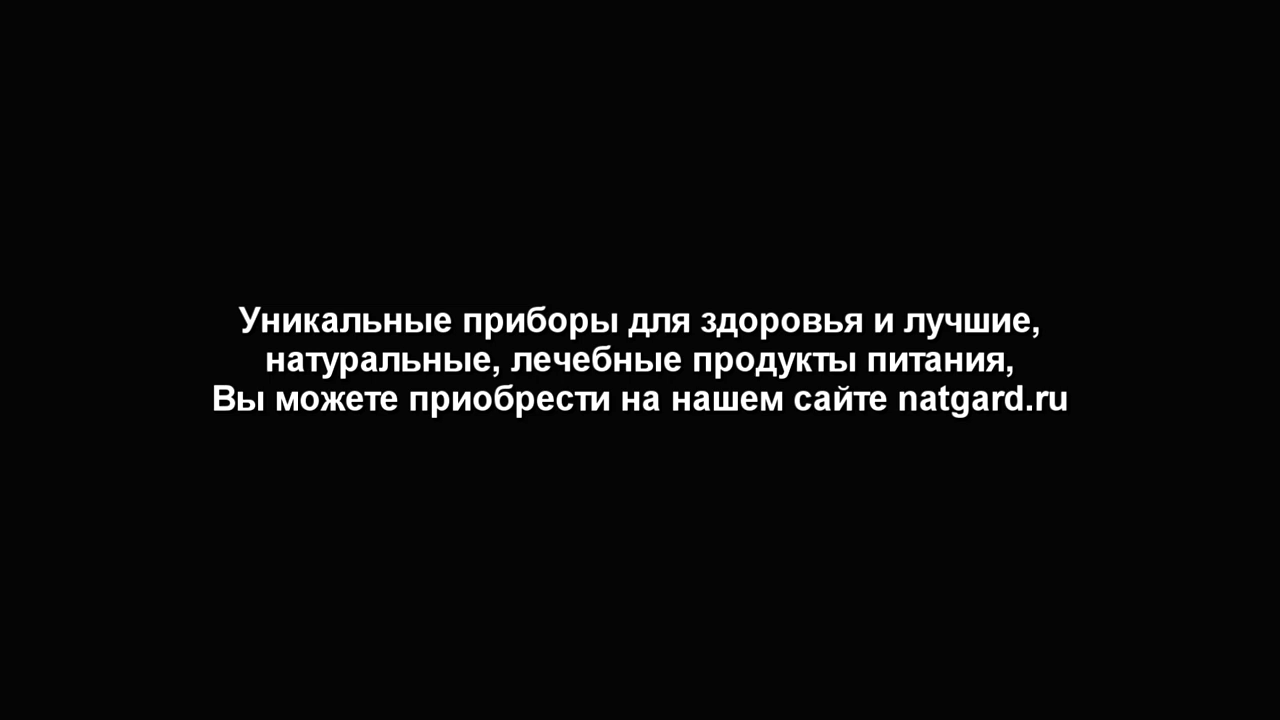 Уникальные приборы для здоровья и лучшие,
натуральные, лечебные продукты питания,
Вы можете приобрести на нашем сайте natgard.ru